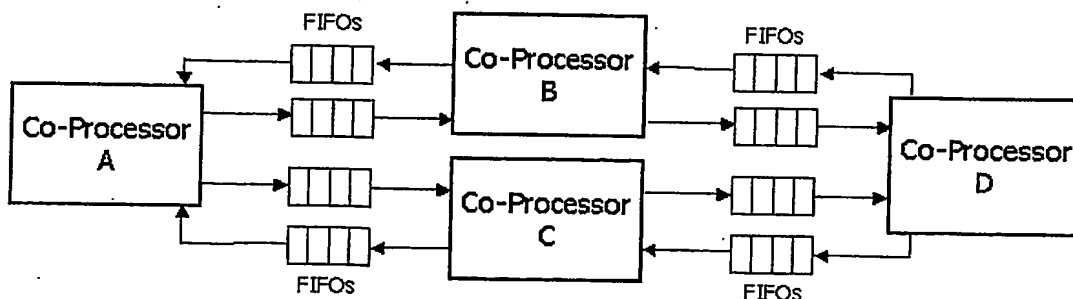 FIFOs
FIFOs
Co-Processor
B
Co-Processor
A
Co-Processor
D
Co-Processor
C
FIFOs
FIFOs